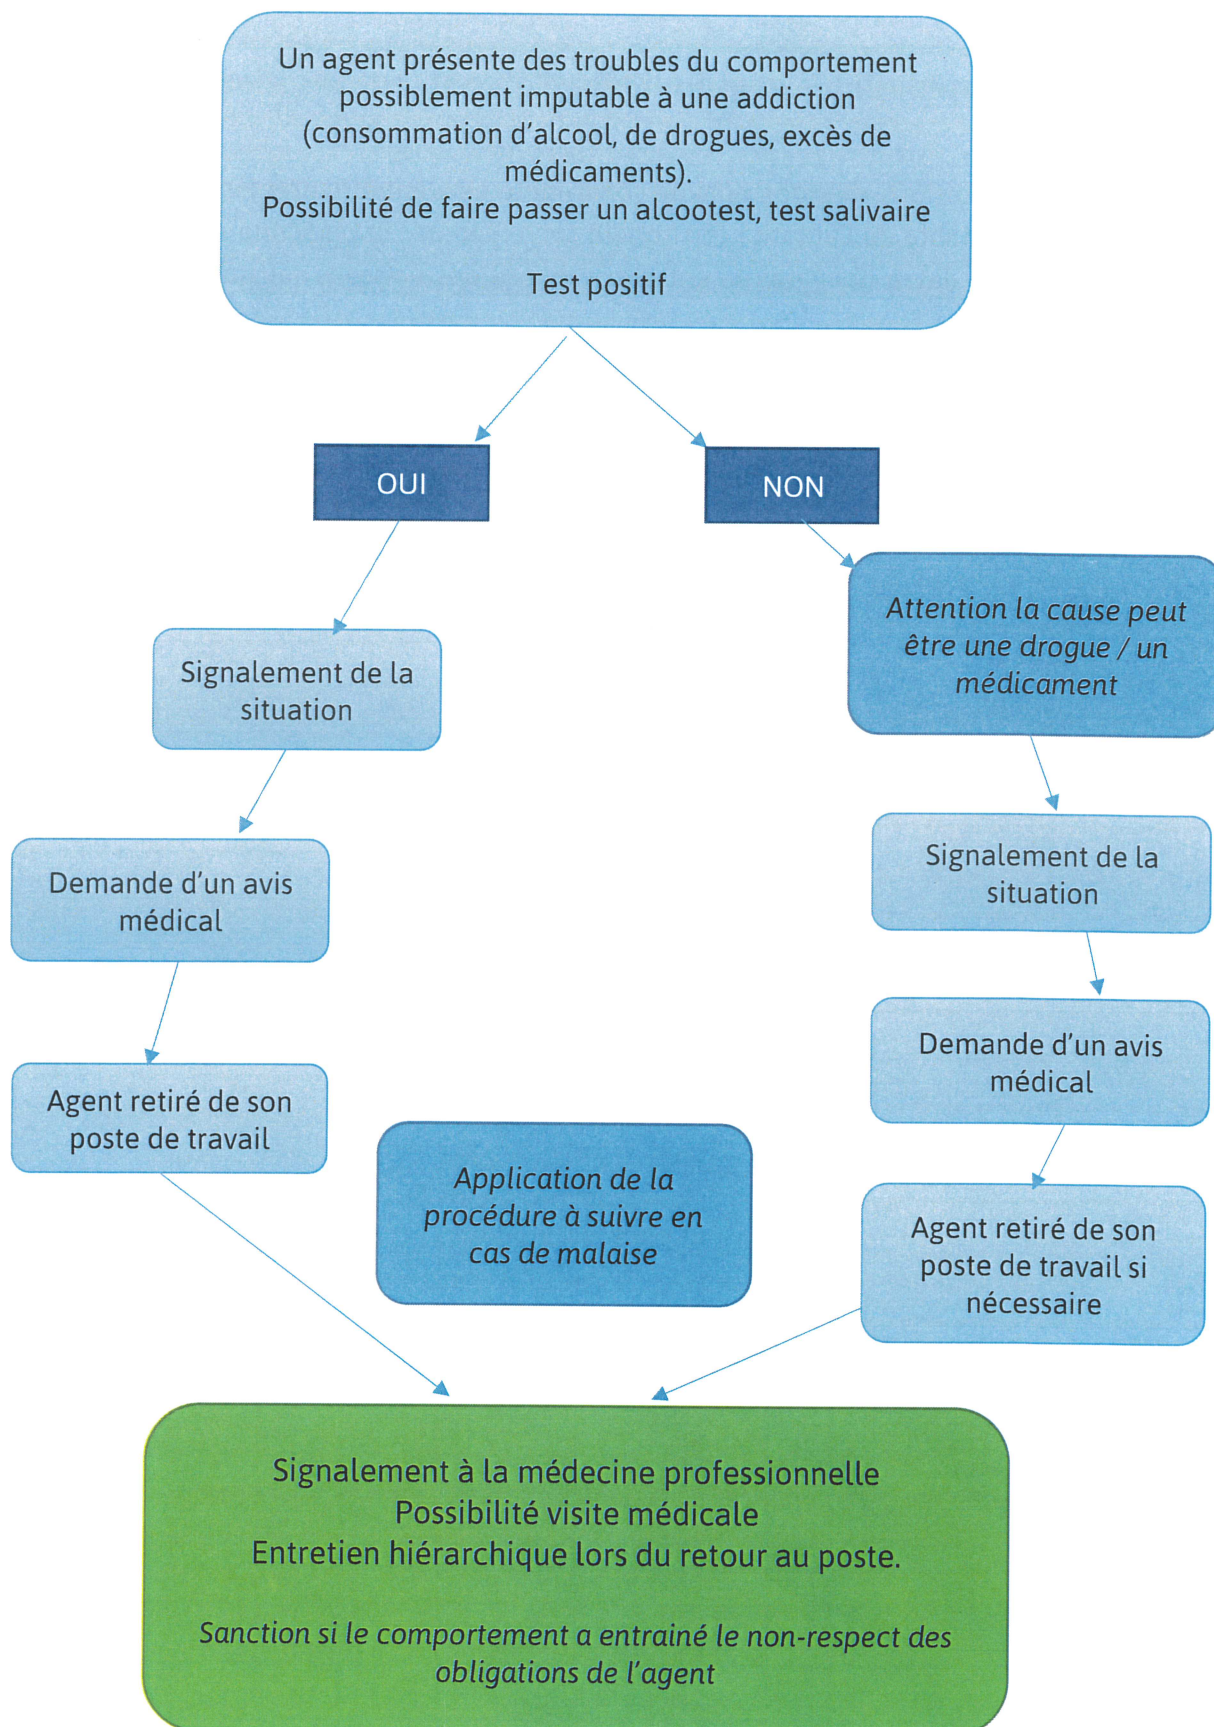 Un agent présente des troubles du comportement
possiblement imputable à une addiction
(consommation d'alcool, de drogues, excès de
médicaments).
Possibilité de faire passer un alcootest, test salivaire
Test positif
OUI
NON
Attention la cause peut
être une drogue / un
médicament
Signalement de la
situation
Demande d'un avis
médical
Agent retiré de son
poste de travail
Signalement de la
situation
Demande d'un avis
médical
Agent retiré de son
poste de travail si
nécessaire
Application de la
procédure à suivre en
cas de malaise
Signalement à la médecine professionnelle
Possibilité visite médicale
Entretien hiérarchique lors du retour au poste.
Sanction si le comportement a entrainé le non-respect des
obligations de l'agent